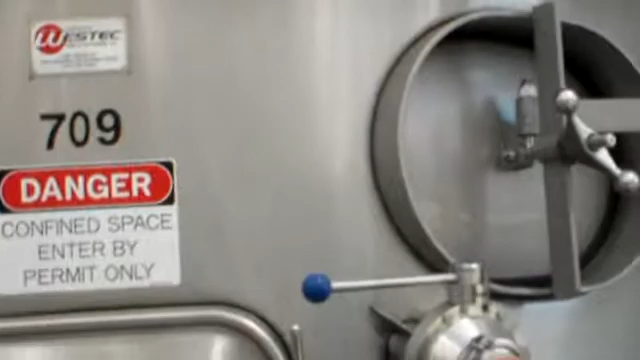 WESTEC
709
DANGER
CONFINED SPACE
ENTER BY
PERMIT ONLY